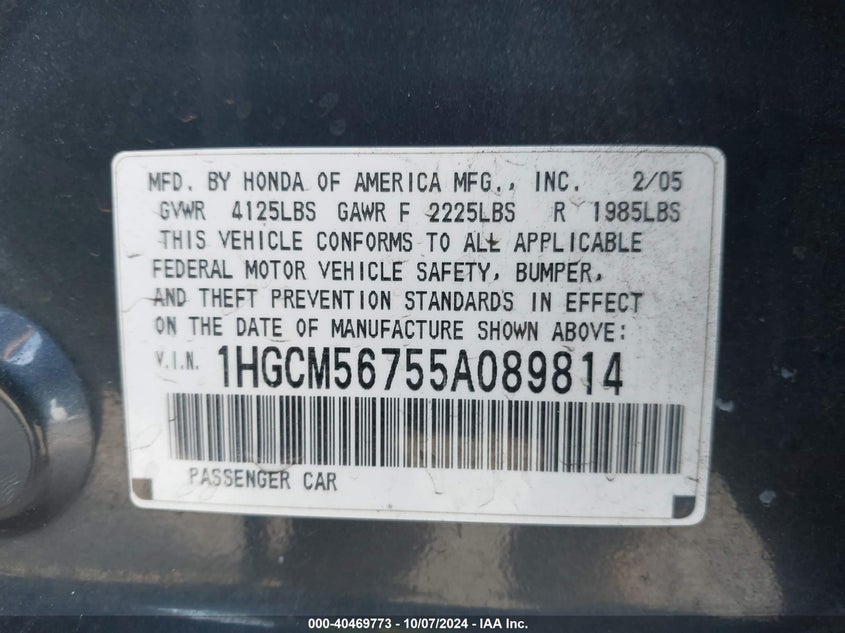 MFD. BY HONDA OF AMERICA MFG., INC. 2/05
GVWR 4125LBS GAWR F 2225LBS R 1985LBS
THIS VEHICLE CONFORMS TO ALL APPLICABLE
FEDERAL MOTOR VEHICLE SAFETY, BUMPER,
AND THEFT PREVENTION STANDARDS IN EFFECT
ON THE DATE OF MANUFACTURE SHOWN ABOVE:
V.I.N. 1HGCM56755A089814
PASSENGER CAR
000-40469773 - 10/07/2024 - IAA Inc.